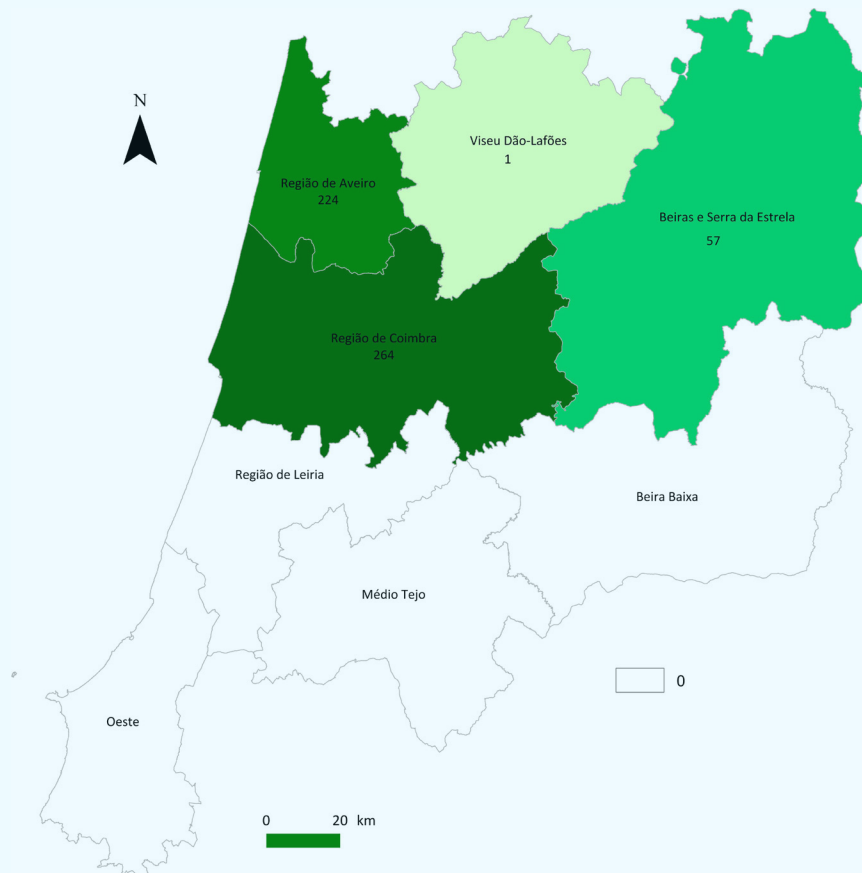 N
Viseu Dão-Lafões
1
Região de Aveiro
224
Beiras e Serra da Estrela
57
Região de Coimbra
264
Região de Leiria
Beira Baixa
Médio Tejo
0
Oeste
0 20 km